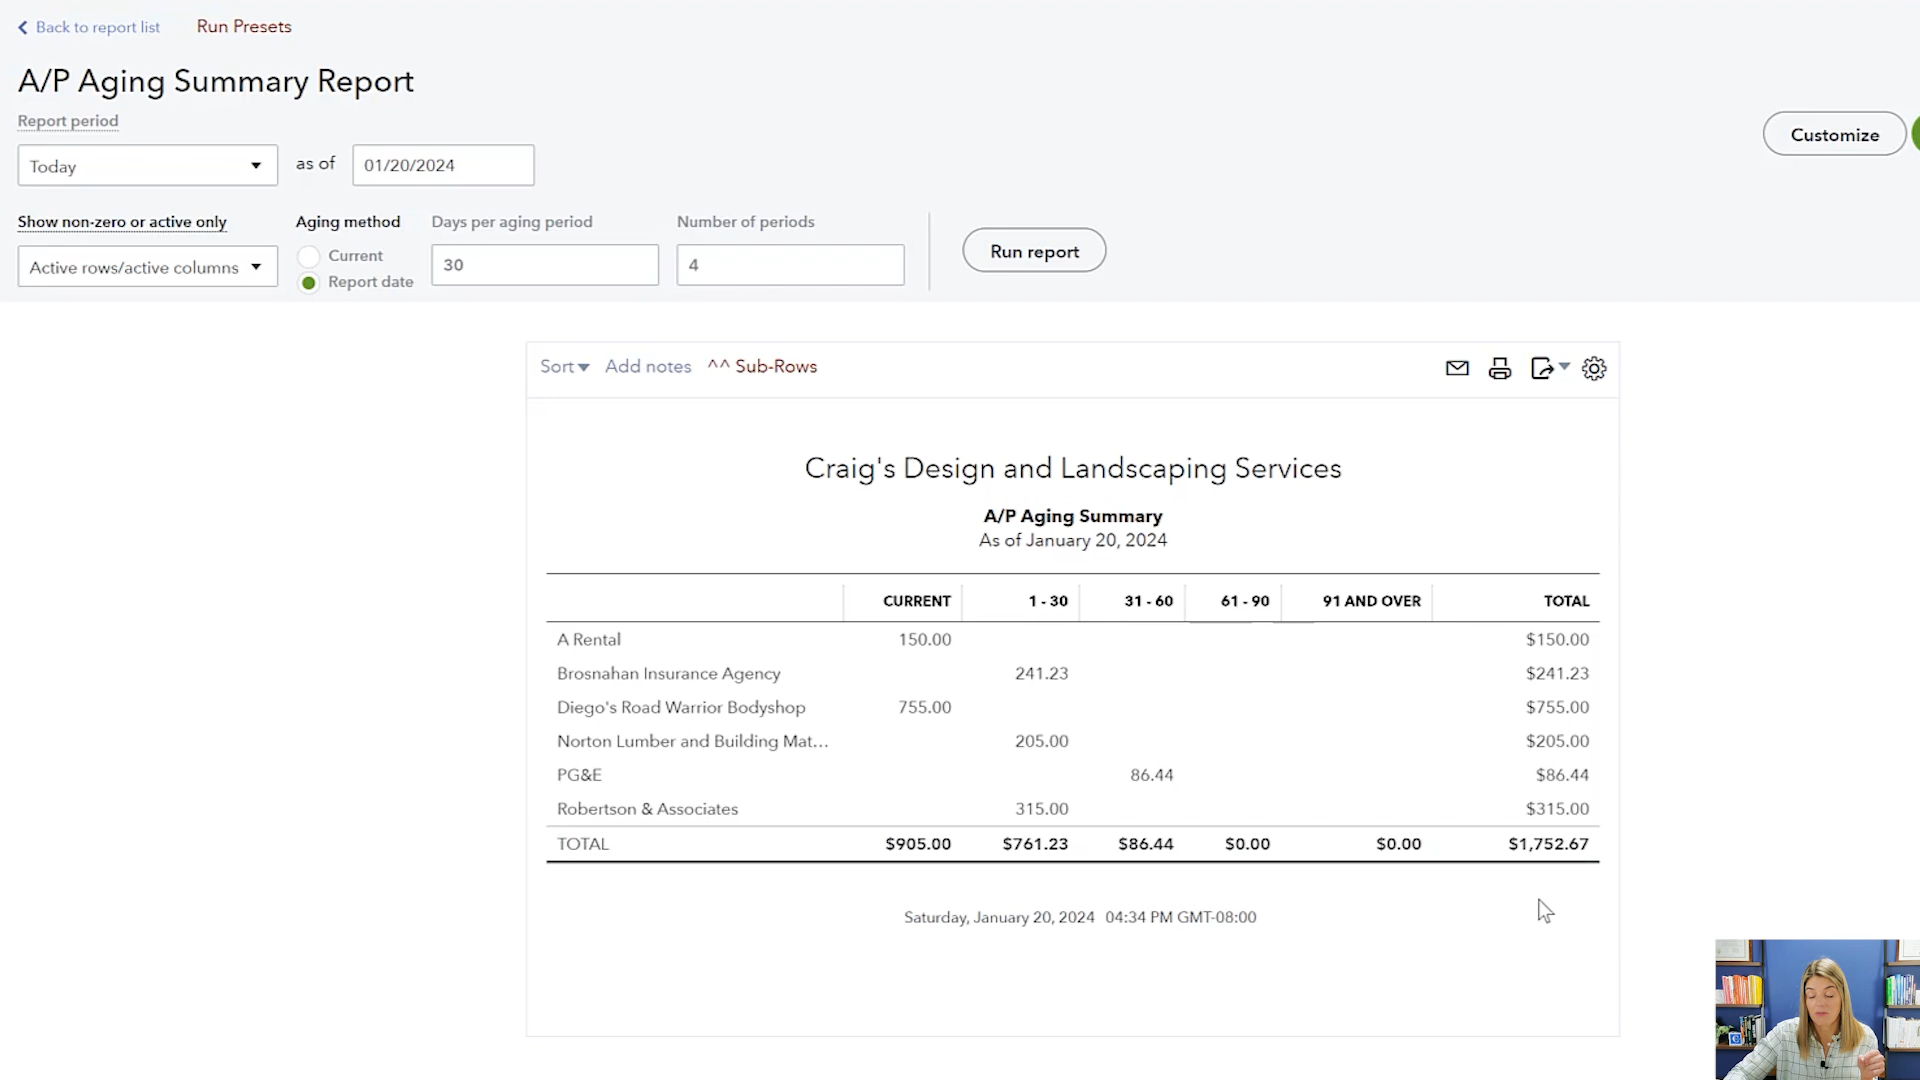 Back to report list Run Presets
A/P Aging Summary Report
Report period
Today as of 01/20/2024
Customize
Show non-zero or active only Aging method Days per aging period Number of periods
Active rows/active columns Current 30 4 Run report
Report date
Sort Add notes ^^ Sub-Rows
Craig's Design and Landscaping Services
A/P Aging Summary
As of January 20, 2024
CURRENT 1 - 30 31 - 60 61 - 90 91 AND OVER TOTAL
A Rental 150.00 $150.00
Brosnahan Insurance Agency 241.23 $241.23
Diego's Road Warrior Bodyshop 755.00 $755.00
Norton Lumber and Building Mat... 205.00 $205.00
PG&E 86.44 $86.44
Robertson & Associates 315.00 $315.00
TOTAL $905.00 $761.23 $86.44 $0.00 $0.00 $1,752.67
Saturday, January 20, 2024 04:34 PM GMT-08:00